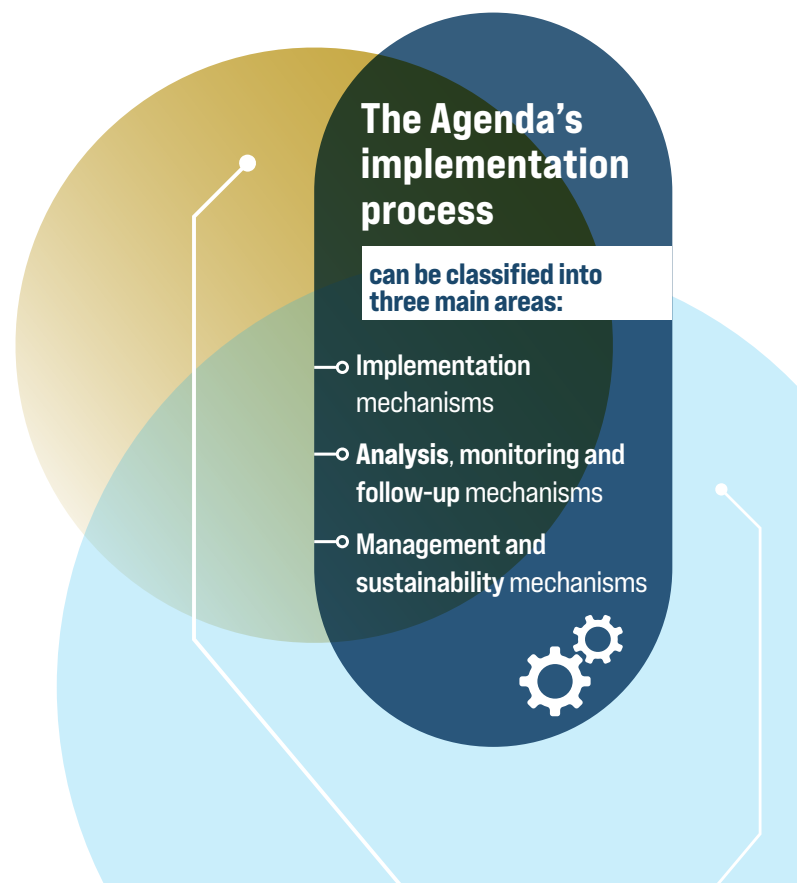 The Agenda’s
implementation
process
can be classified into
three main areas:
Implementation
mechanisms
Analysis, monitoring and
follow-up mechanisms
Management and
sustainability mechanisms